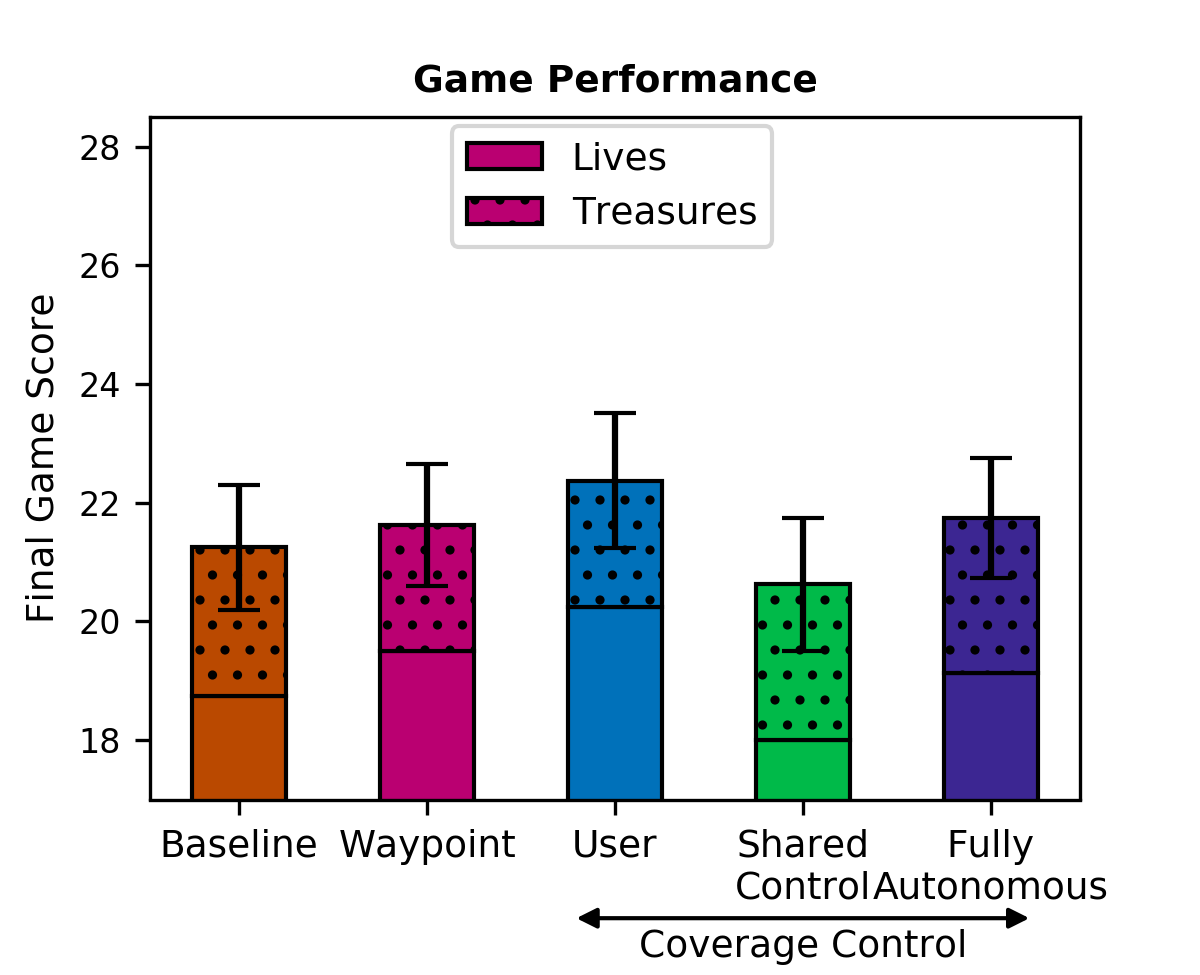 Game Performance
Lives
Treasures
Final Game Score
28
26
24
22
20
18
Baseline
Waypoint
User
Shared
Control
Fully
Autonomous
Coverage Control